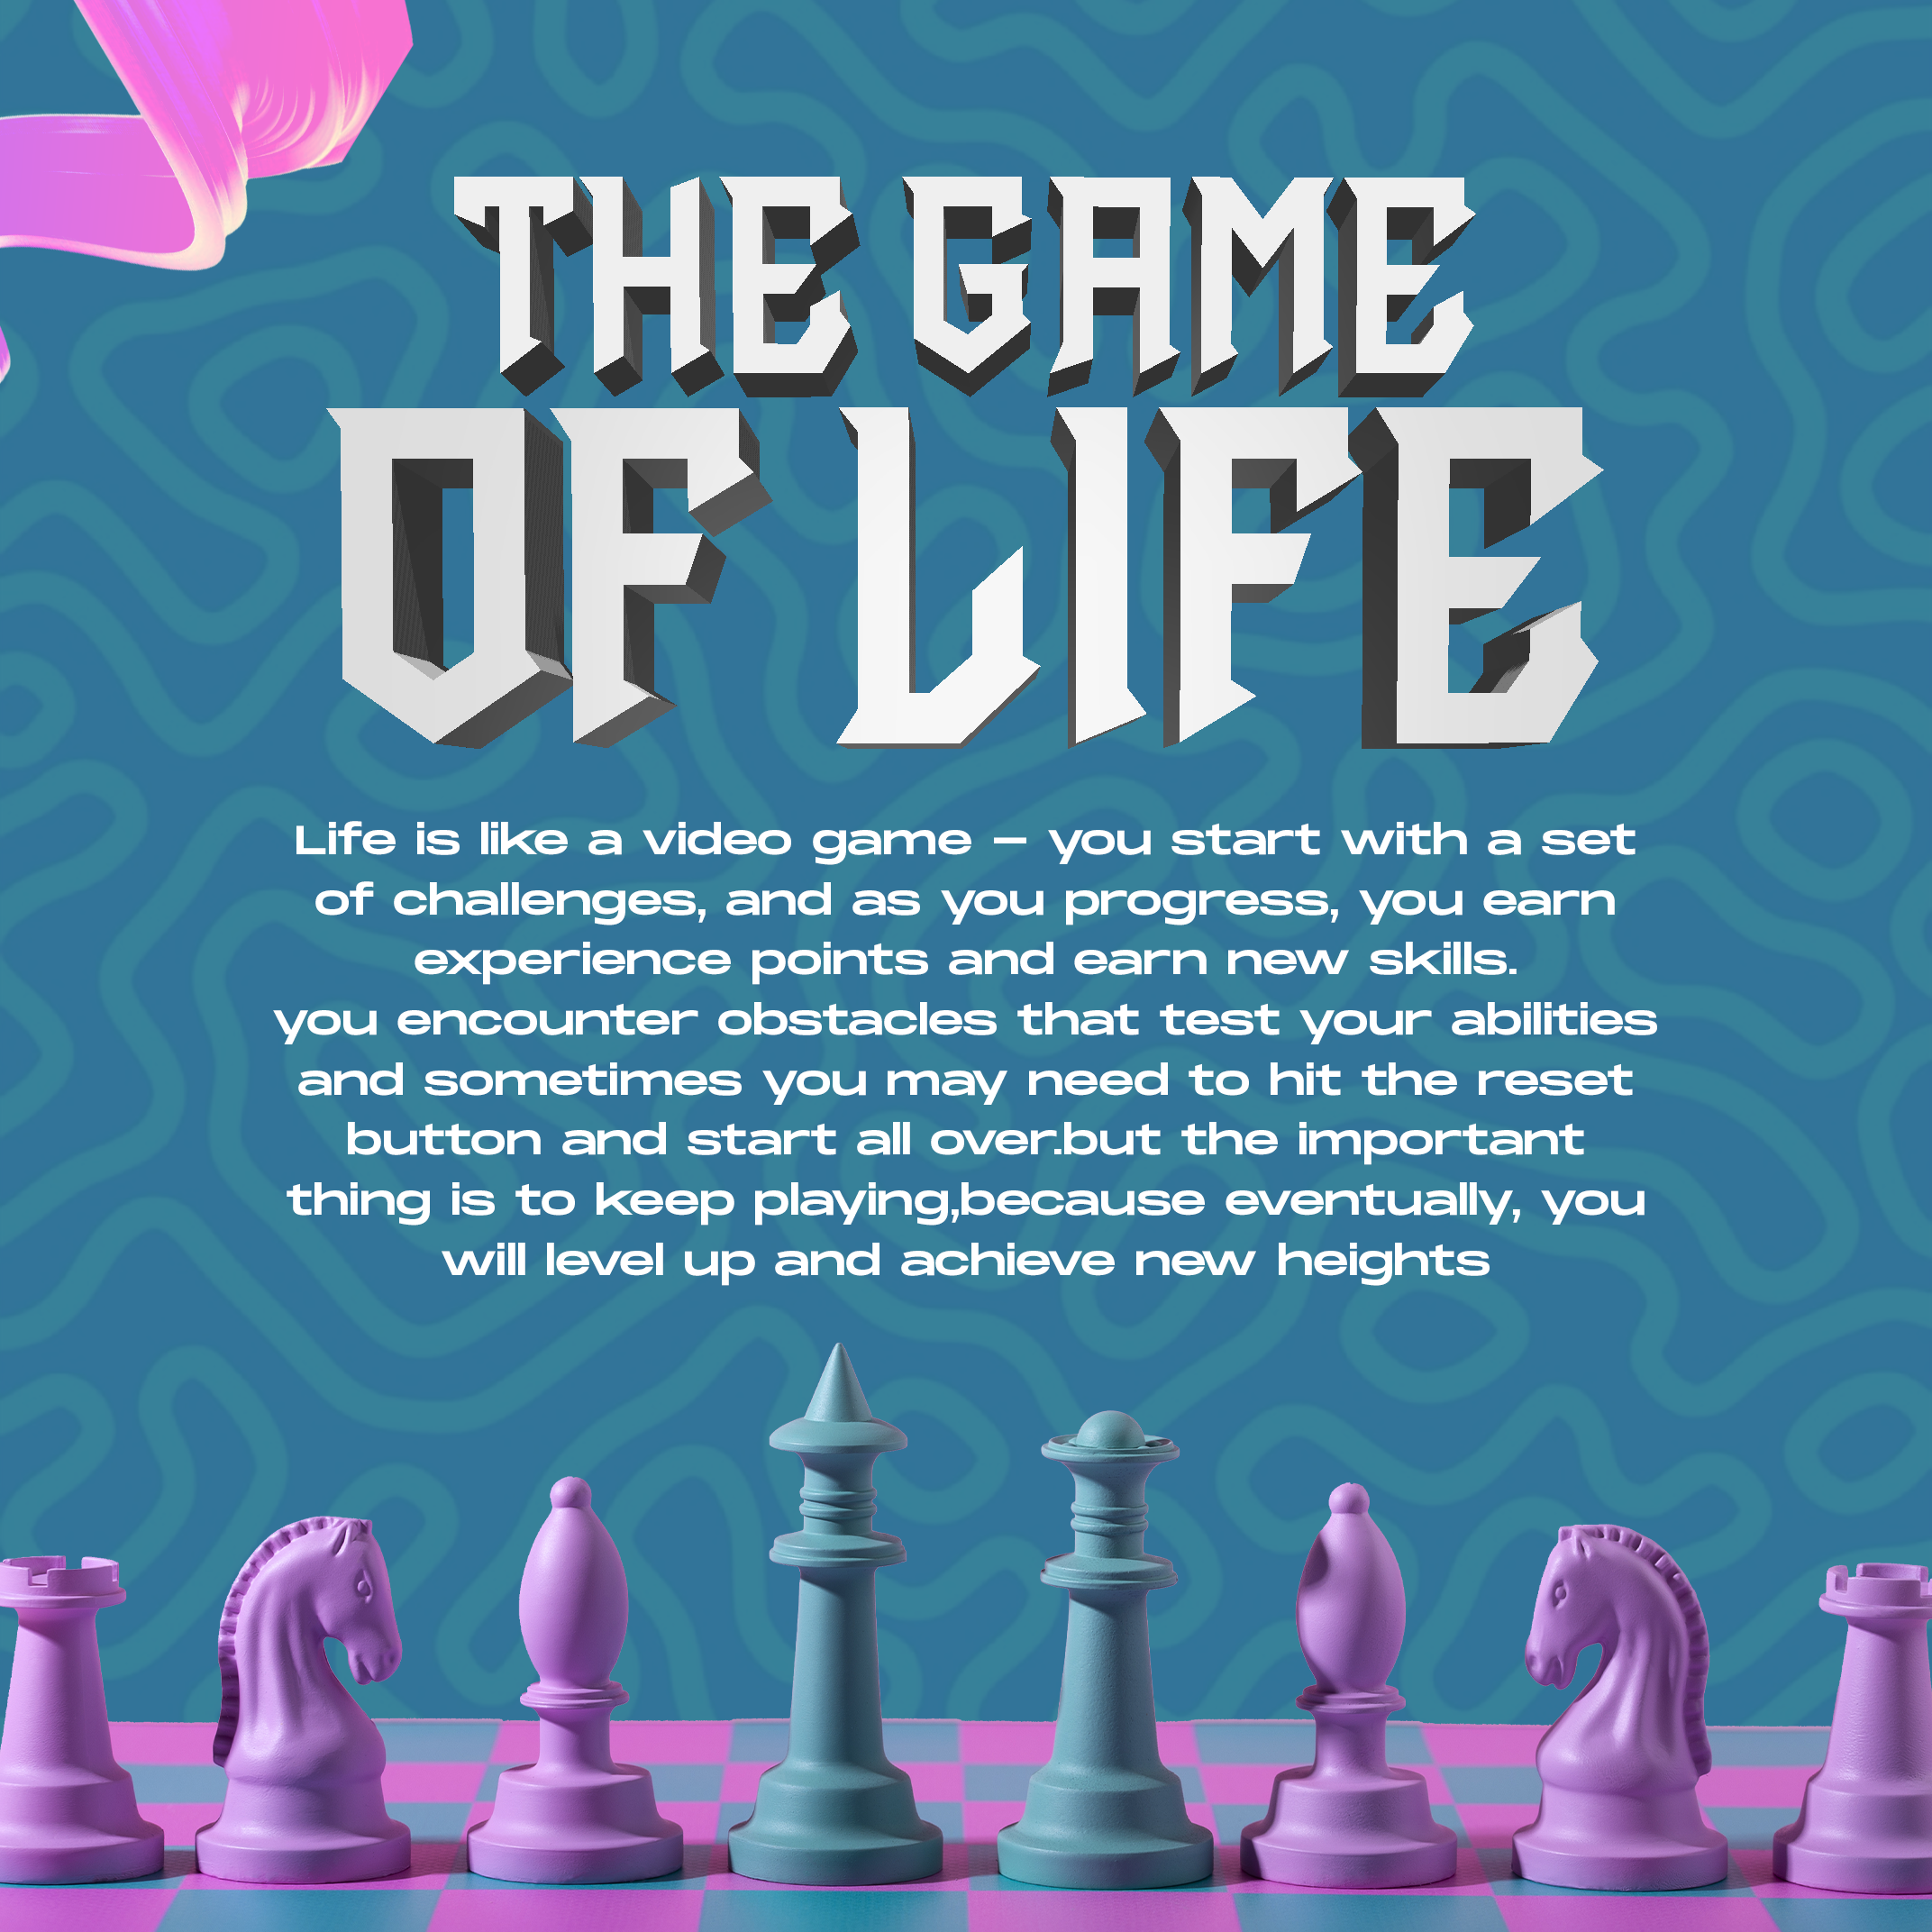 THE GAME
OF LIFE
Life is like a video game – you start with a set
of challenges, and as you progress, you earn
experience points and earn new skills.
you encounter obstacles that test your abilities
and sometimes you may need to hit the reset
button and start all over.but the important
thing is to keep playing,because eventually, you
will level up and achieve new heights